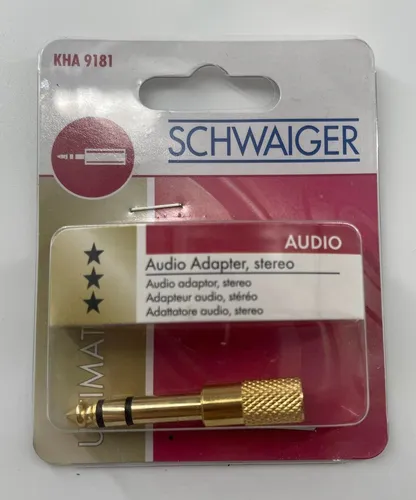 KHA 9181
SCHWAIGER
AUDIO
Audio Adapter, stereo
Audio adaptor, stereo
Adapteur audio, stéréo
Adattatore audio, stereo